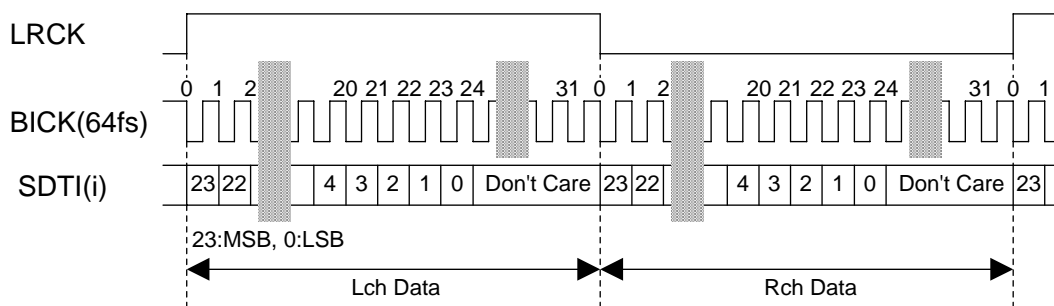 LRCK
0 1 2 20 21 22 23 24 31 0 1 2 20 21 22 23 24 31 0 1
BICK(64fs)
SDTI(i) 23 22 4 3 2 1 0 Don't Care 23 22 4 3 2 1 0 Don't Care 23
23:MSB, 0:LSB
Lch Data Rch Data